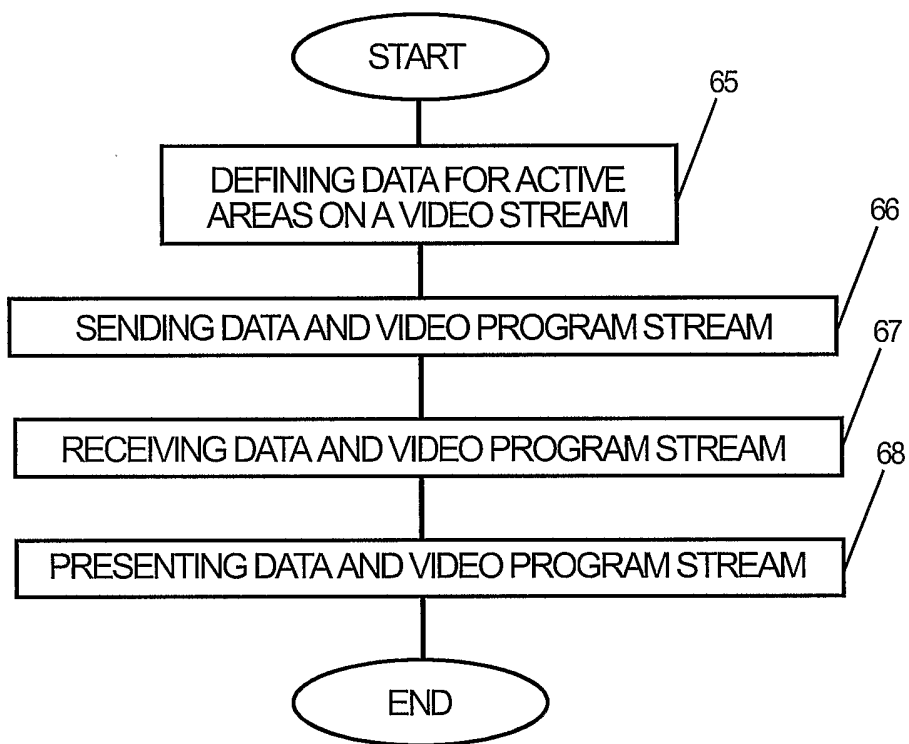 START
65
DEFINING DATA FOR ACTIVE
AREAS ON A VIDEO STREAM
66
SENDING DATA AND VIDEO PROGRAM STREAM
67
RECEIVING DATA AND VIDEO PROGRAM STREAM
68
PRESENTING DATA AND VIDEO PROGRAM STREAM
END